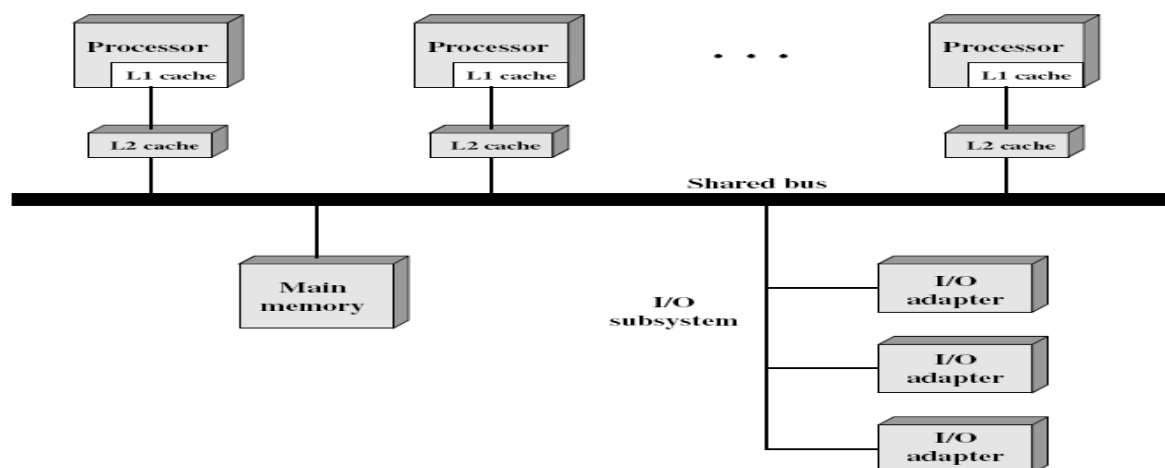 Processor
L1 cache
L2 cache
Processor
L1 cache
L2 cache
. . .
Processor
L1 cache
L2 cache
Shared bus
Main
memory
I/O
subsystem
I/O
adapter
I/O
adapter
I/O
adapter